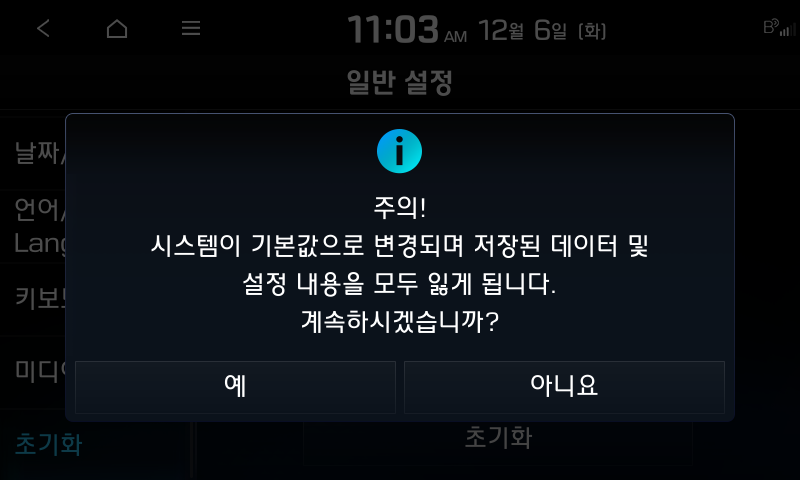 11:03 AM 12월 6일 (화)
일반 설정
날짜/
언어/
Lang
키보
미디어
주의!
시스템이 기본값으로 변경되며 저장된 데이터 및
설정 내용을 모두 잃게 됩니다.
계속하시겠습니까?
예
아니요
초기화
초기화